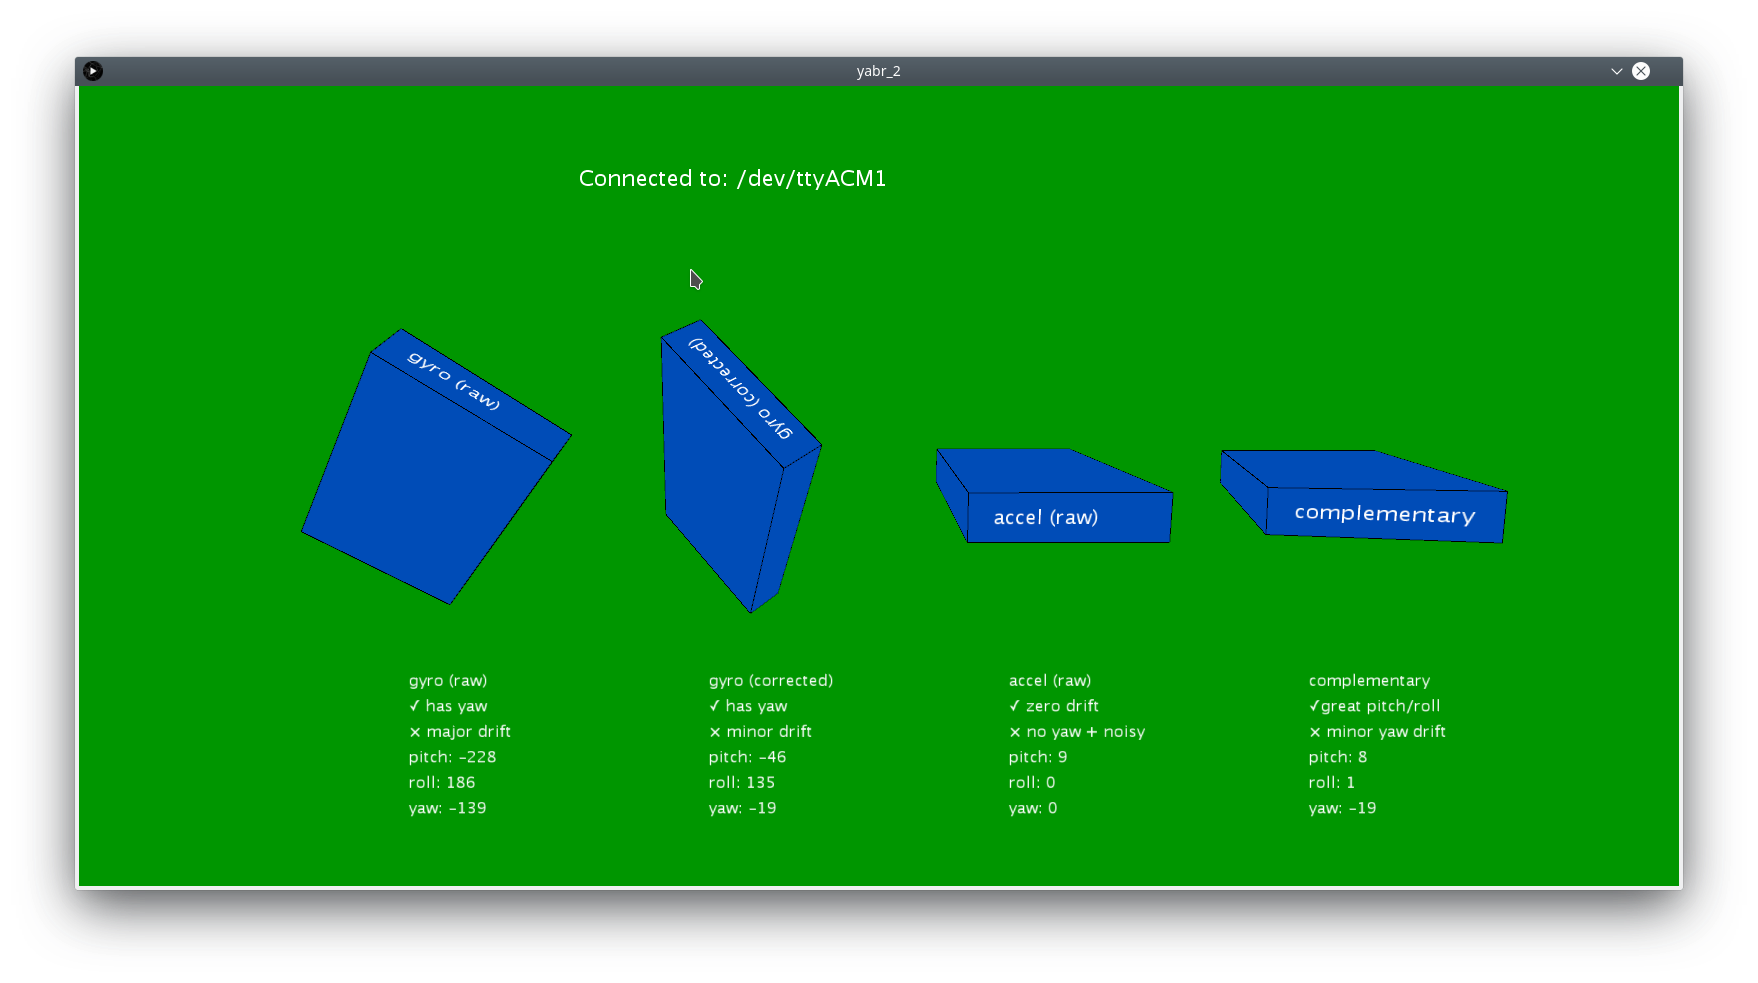 yabr_2
Connected to: /dev/ttyACM1
gyro (raw)
gyro (corrected)
accel (raw)
complementary
gyro (raw)
✓ has yaw
× major drift
pitch: -228
roll: 186
yaw: -139
gyro (corrected)
✓ has yaw
× minor drift
pitch: -46
roll: 135
yaw: -19
accel (raw)
✓ zero drift
× no yaw + noisy
pitch: 9
roll: 0
yaw: 0
complementary
✓great pitch/roll
× minor yaw drift
pitch: 8
roll: 1
yaw: -19